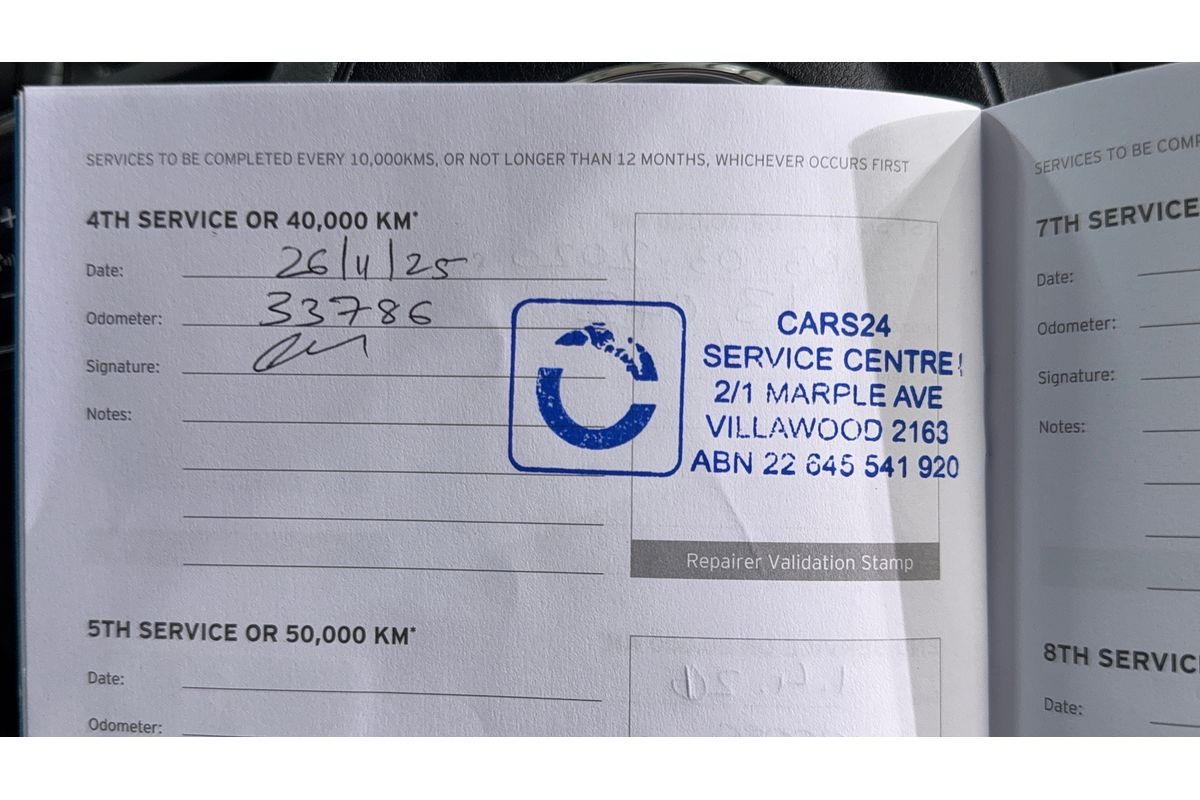 SERVICES TO BE COMPLETED EVERY 10,000KMS, OR NOT LONGER THAN 12 MONTHS, WHICHEVER OCCURS FIRST
4TH SERVICE OR 40,000 KM*
Date: 26/4/25
Odometer: 33786
Signature:
Notes:
CARS24
SERVICE CENTRE
2/1 MARPLE AVE
VILLAWOOD 2163
ABN 22 645 541 920
Repairer Validation Stamp
5TH SERVICE OR 50,000 KM*
Date:
Odometer:
SERVICES TO BE
7TH SERVICE
Date:
Odometer:
Signature:
Notes:
8TH
Date: